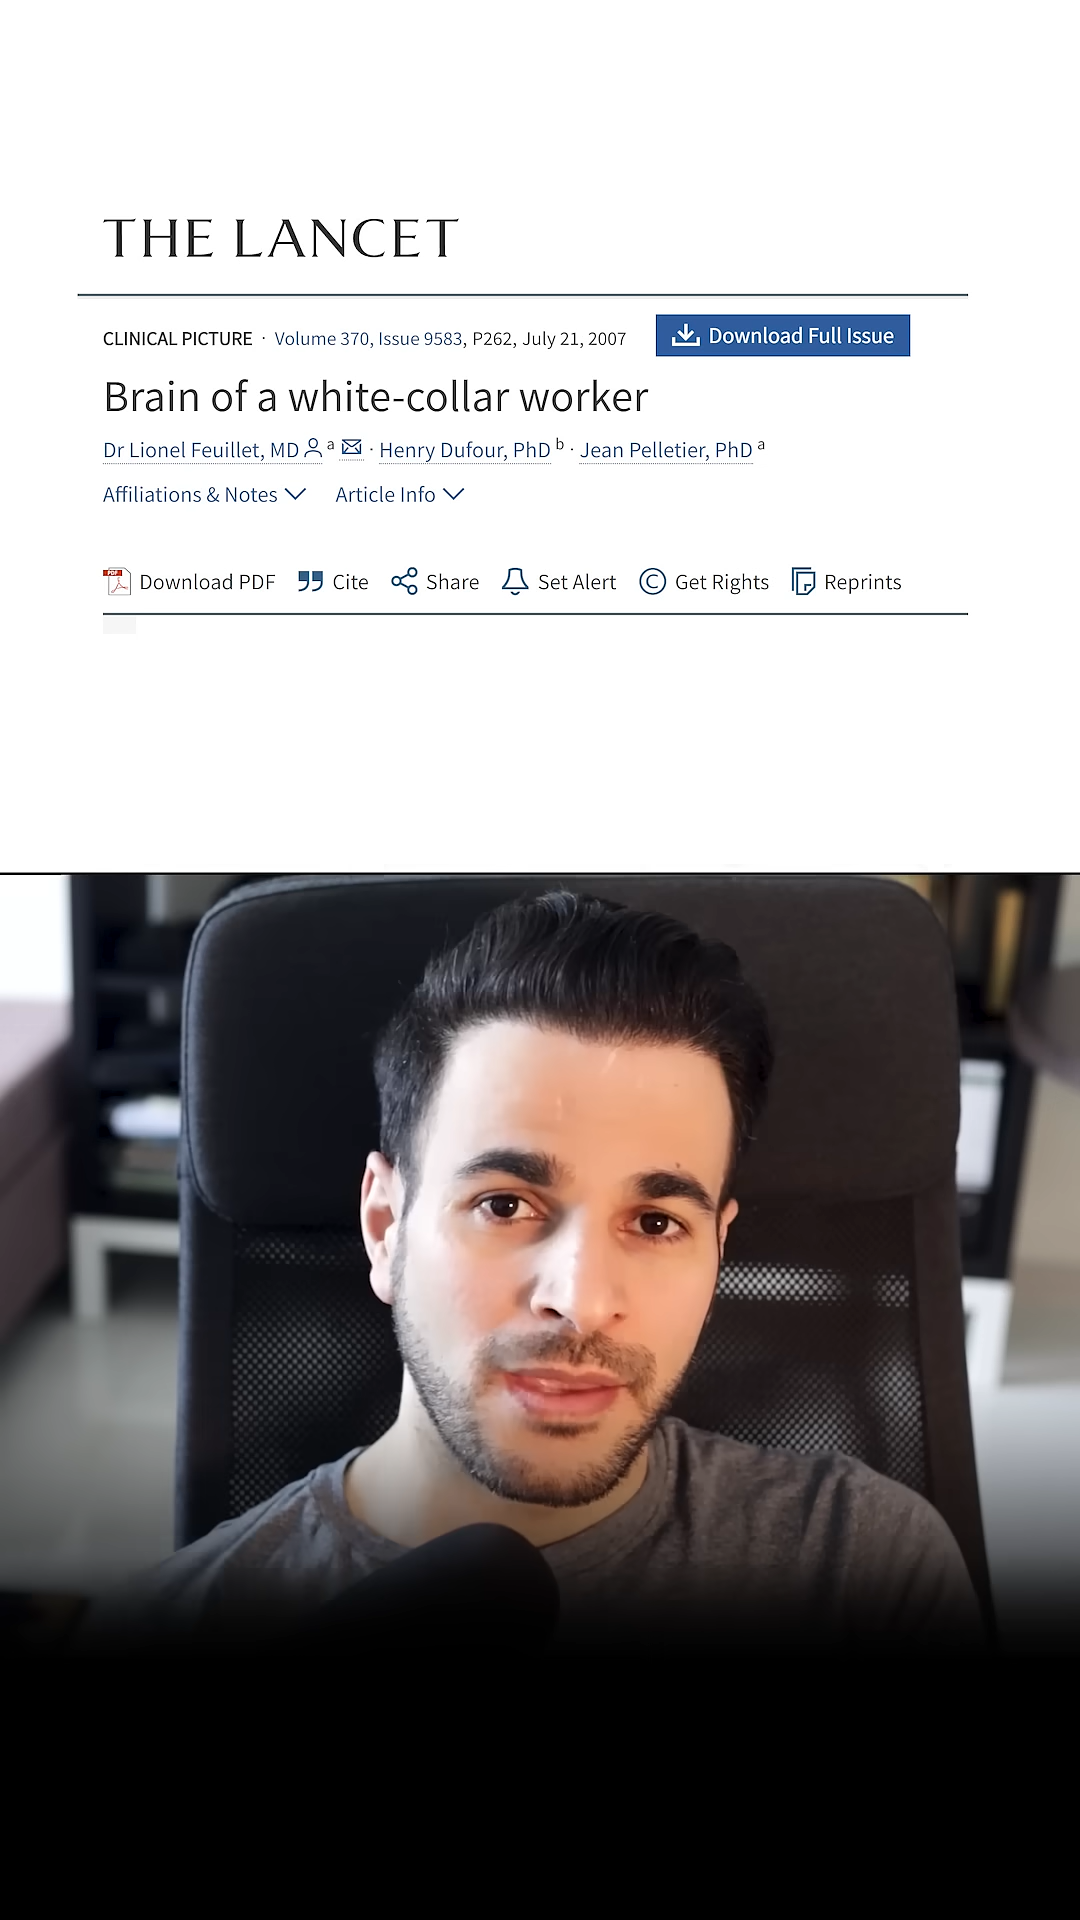 THE LANCET
CLINICAL PICTURE · Volume 370, Issue 9583, P262, July 21, 2007 Download Full Issue
Brain of a white-collar worker
Dr Lionel Feuillet, MD a · Henry Dufour, PhD b · Jean Pelletier, PhD a
Affiliations & Notes Article Info
PDF Download PDF Cite Share Set Alert © Get Rights Reprints